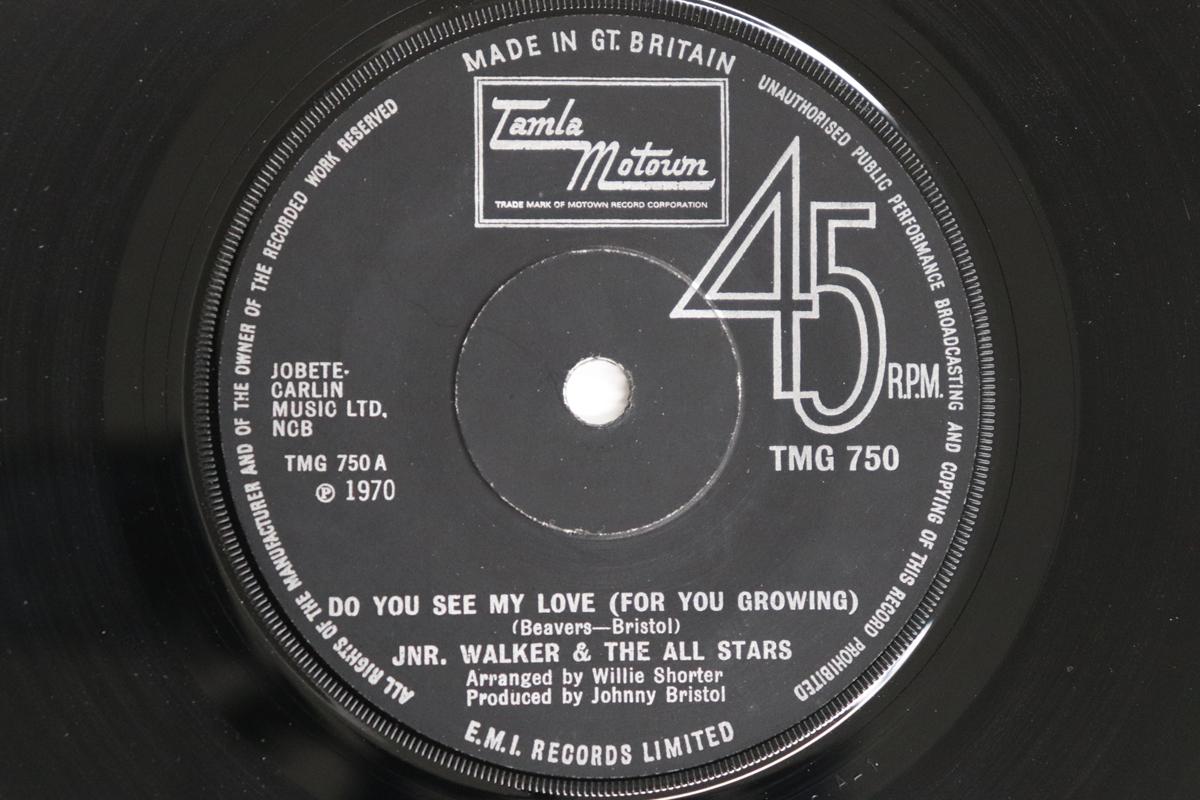 MADE IN GT. BRITAIN
UNAUTHORISED PUBLIC PERFORMANCE BROADCASTING AND COPYING OF THIS RECORD PROHIBITED
ALL RIGHTS OF THE MANUFACTURER AND OF THE OWNER OF THE RECORDED WORK RESERVED
Tamla
Motown
TRADE MARK OF MOTOWN RECORD CORPORATION
45
R.P.M.
TMG 750
JOBETE-
CARLIN
MUSIC LTD,
NCB
TMG 750 A
℗ 1970
DO YOU SEE MY LOVE (FOR YOU GROWING)
(Beavers—Bristol)
JNR. WALKER & THE ALL STARS
Arranged by Willie Shorter
Produced by Johnny Bristol
E.M.I. RECORDS LIMITED